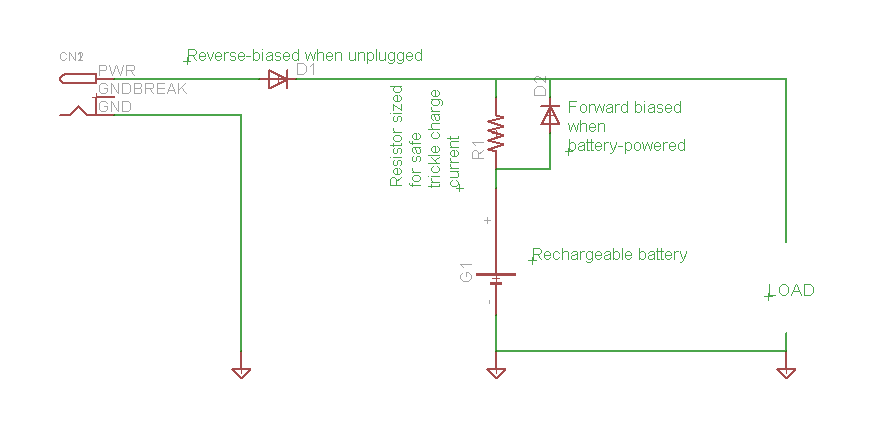 CN1
Reverse-biased when unplugged
PWR
D1
GNDBREAK
GND
Resistor sized
for safe
trickle charge
current
R1
D2
Forward biased
when
battery-powered
+
G1
-
Rechargeable battery
LOAD